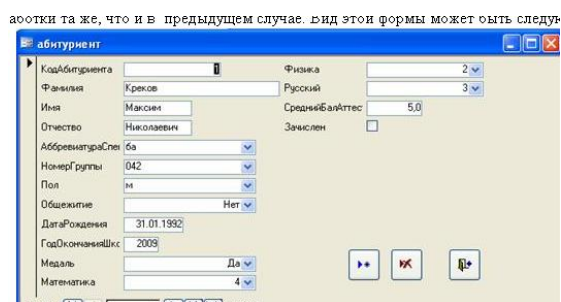 аботки та же, что и в предыдущем случае. Вид этой формы может быть следую
абитуриент
КодАбитуриента 1
Фамилия Креков
Имя Максим
Отчество Николаевич
АббревиатураСпе ба
НомерГруппы 042
Пол м
Общежитие Нет
ДатаРождения 31.01.1992
ГодОкончанияШкс 2009
Медаль Да
Математика 4
Физика 2
Русский 3
СреднийБалАттес 5,0
Зачислен